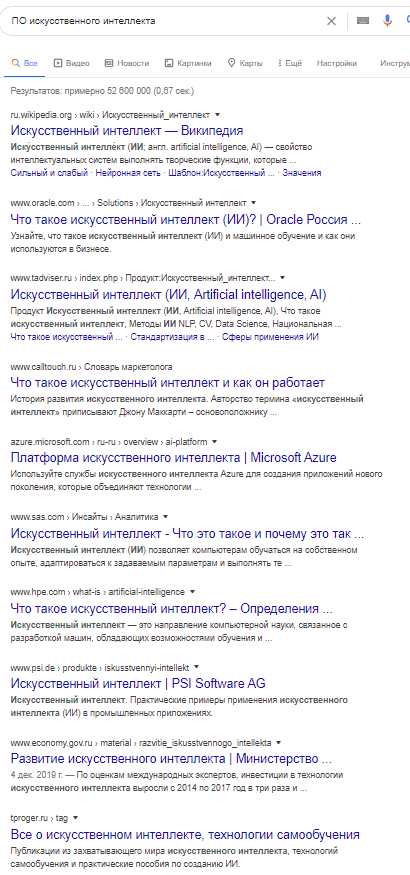 ПО искусственного интеллекта
Все Видео Новости Картинки Карты Ещё Настройки Инструм
Результатов: примерно 52 600 000 (0,67 сек.)
ru.wikipedia.org › wiki › Искусственный_интеллект
Искусственный интеллект — Википедия
Иску́сственный интелле́кт (ИИ; англ. artificial intelligence, AI) — свойство
интеллектуальных систем выполнять творческие функции, которые ...
Сильный и слабый · Нейронная сеть · Шаблон:Искусственный ... · Значения
www.oracle.com › ... › Solutions › Искусственный интеллект
Что такое искусственный интеллект (ИИ)? | Oracle Россия ...
Узнайте, что такое искусственный интеллект (ИИ) и машинное обучение и как они
используются в бизнесе.
www.tadviser.ru › index.php › Продукт:Искусственный_интеллект...
Искусственный интеллект (ИИ, Artificial intelligence, AI)
Продукт Искусственный интеллект (ИИ, Artificial intelligence, AI), Что такое
искусственный интеллект, Методы ИИ NLP, CV, Data Science, Национальная ...
Что такое искусственный ... · Стандартизация в ... · Сферы применения ИИ
www.calltouch.ru › Словарь маркетолога
Что такое искусственный интеллект и как он работает
История развития искусственного интеллекта. Авторство термина «искусственный
интеллект» приписывают Джону Маккарти – основоположнику ...
azure.microsoft.com › ru-ru › overview › ai-platform
Платформа искусственного интеллекта | Microsoft Azure
Используйте службы искусственного интеллекта Azure для создания приложений нового
поколения, которые объединяют технологии ...
www.sas.com › Инсайты › Аналитика
Искусственный интеллект - Что это такое и почему это так ...
Искусственный интеллект (ИИ) позволяет компьютерам обучаться на собственном
опыте, адаптироваться к задаваемым параметрам и выполнять те ...
www.hpe.com › what-is › artificial-intelligence
Что такое искусственный интеллект? – Определения ...
Искусственный интеллект — это направление компьютерной науки, связанное с
разработкой машин, обладающих возможностями обучения и ...
www.psi.de › produkte › iskusstvennyi-intellekt
Искусственный интеллект | PSI Software AG
Искусственный интеллект. Практические примеры применения искусственного
интеллекта (ИИ) в промышленных приложениях.
www.economy.gov.ru › material › razvitie_iskusstvennogo_intellekta
Развитие искусственного интеллекта | Министерство ...
4 дек. 2019 г. — По оценкам международных экспертов, инвестиции в технологии
искусственного интеллекта выросли с 2014 по 2017 год в три раза и ...
tproger.ru › tag
Все о искусственном интеллекте, технологии самообучения
Публикации из захватывающего мира искусственного интеллекта, технологий
самообучения и практические пособия по созданию ИИ.